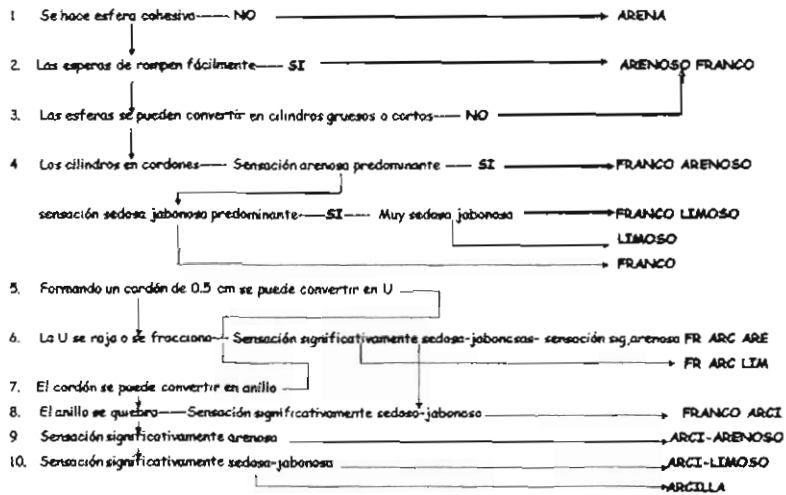 1 Se hace esfera cohesiva NO ARENA
2. Las esperas de rompen fácilmente SI ARENOSO FRANCO
3. Las esferas se pueden convertir en cilindros gruesos o cortos NO
4 Los cilindros en cordones Sensación arenosa predominante SI FRANCO ARENOSO
sensación sedosa jabonosa predominante SI Muy sedosa jabonosa FRANCO LIMOSO
LIMOSO
FRANCO
5. Formando un cordón de 0.5 cm se puede convertir en U
6. La U se raja o se fracciona Sensación significativamente sedosa-jabonosas- sensación sig,arenosa FR ARC ARE
FR ARC LIM
7. El cordón se puede convertir en anillo
8. El anillo se quiebra Sensación significativamente sedoso-jabonoso FRANCO ARCI
9 Sensación significativamente arenosa ARCI-ARENOSO
10. Sensación significativamente sedosa-jabonosa ARCI-LIMOSO
ARCILLA